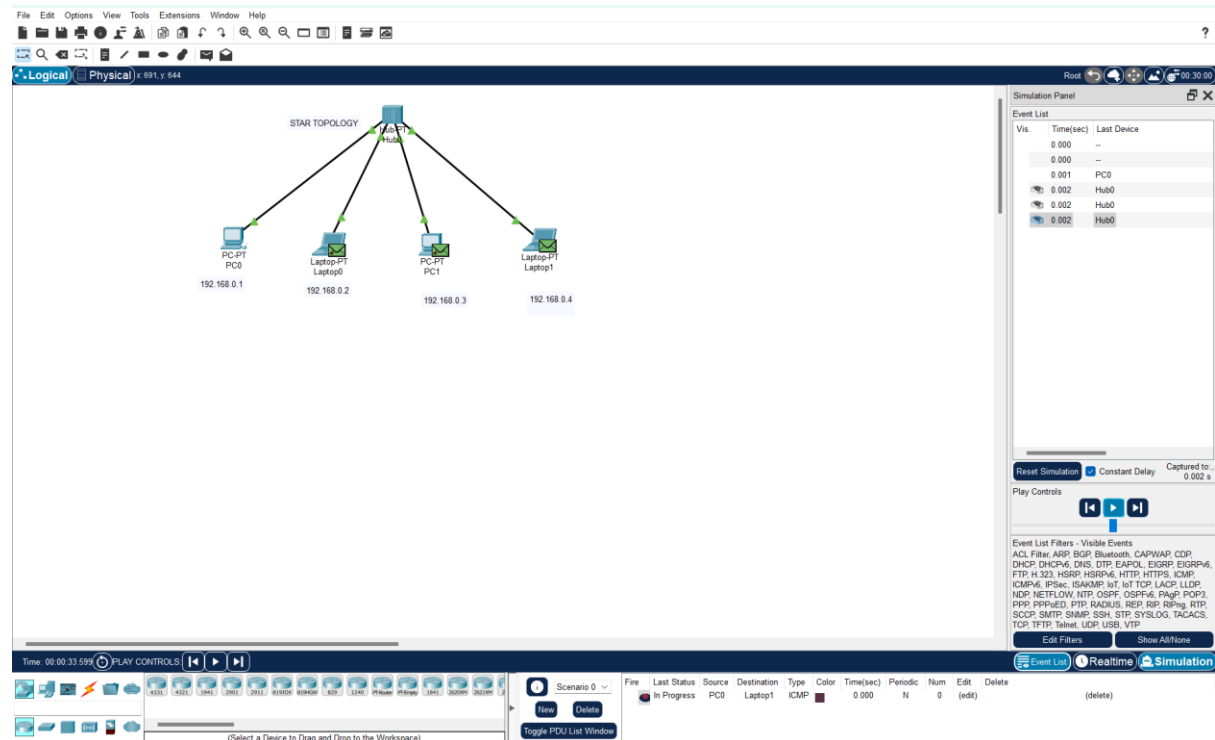 File Edit Options View Tools Extensions Window Help
?
Logical Physical x: 691, y: 644 Root 00:30:00
Simulation Panel
Event List
Vis. Time(sec) Last Device
0.000 --
0.000 --
0.001 PC0
0.002 Hub0
0.002 Hub0
0.002 Hub0
STAR TOPOLOGY
Hub-PT
Hub0
PC-PT
PC0
Laptop-PT
Laptop0
PC-PT
PC1
Laptop-PT
Laptop1
192.168.0.1
192.168.0.2
192.168.0.3
192.168.0.4
Reset Simulation Constant Delay Captured to:
0.002 s
Play Controls
Event List Filters - Visible Events
ACL Filter, ARP, BGP, Bluetooth, CAPWAP, CDP,
DHCP, DHCPv6, DNS, DTP, EAPOL, EIGRP, EIGRPv6,
FTP, H.323, HSRP, HSRPv6, HTTP, HTTPS, ICMP,
ICMPv6, IPSec, ISAKMP, IoT, IoT TCP, LACP, LLDP,
NDP, NETFLOW, NTP, OSPF, OSPFv6, PAgP, POP3,
PPP, PPPoED, PTP, RADIUS, REP, RIP, RIPng, RTP,
SCCP, SMTP, SNMP, SSH, STP, SYSLOG, TACACS,
TCP, TFTP, Telnet, UDP, USB, VTP
Edit Filters Show All/None
Time: 00:00:33.599 PLAY CONTROLS:
Event List Realtime Simulation
4331 4321 1941 2901 2911 819IOX 819HGW 829 1240 PT-Router PT-Empty 1841 2620XM 2621XM
(Select a Device to Drag and Drop to the Workspace)
Scenario 0
New Delete
Toggle PDU List Window
Fire Last Status Source Destination Type Color Time(sec) Periodic Num Edit Delete
In Progress PC0 Laptop1 ICMP 0.000 N 0 (edit) (delete)